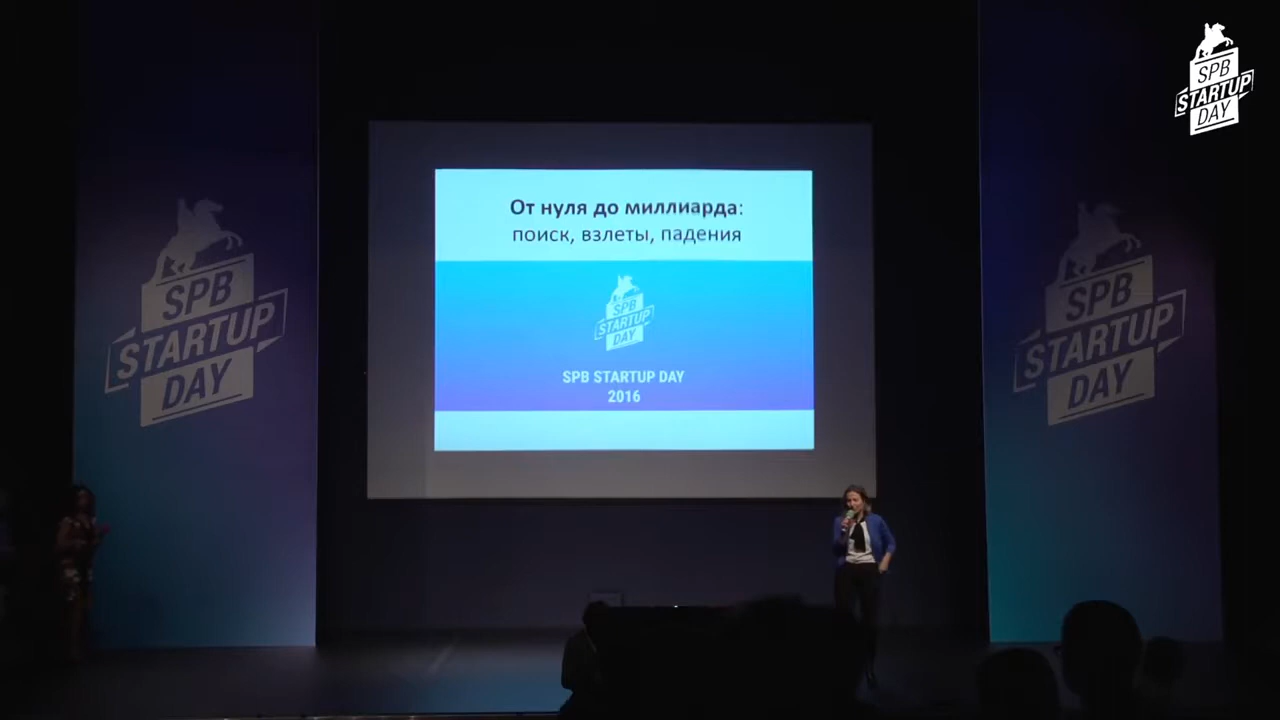 SPB
STARTUP
DAY
От нуля до миллиарда:
поиск, взлеты, падения
SPB
STARTUP
DAY
SPB STARTUP DAY
2016
SPB
STARTUP
DAY
SPB
STARTUP
DAY